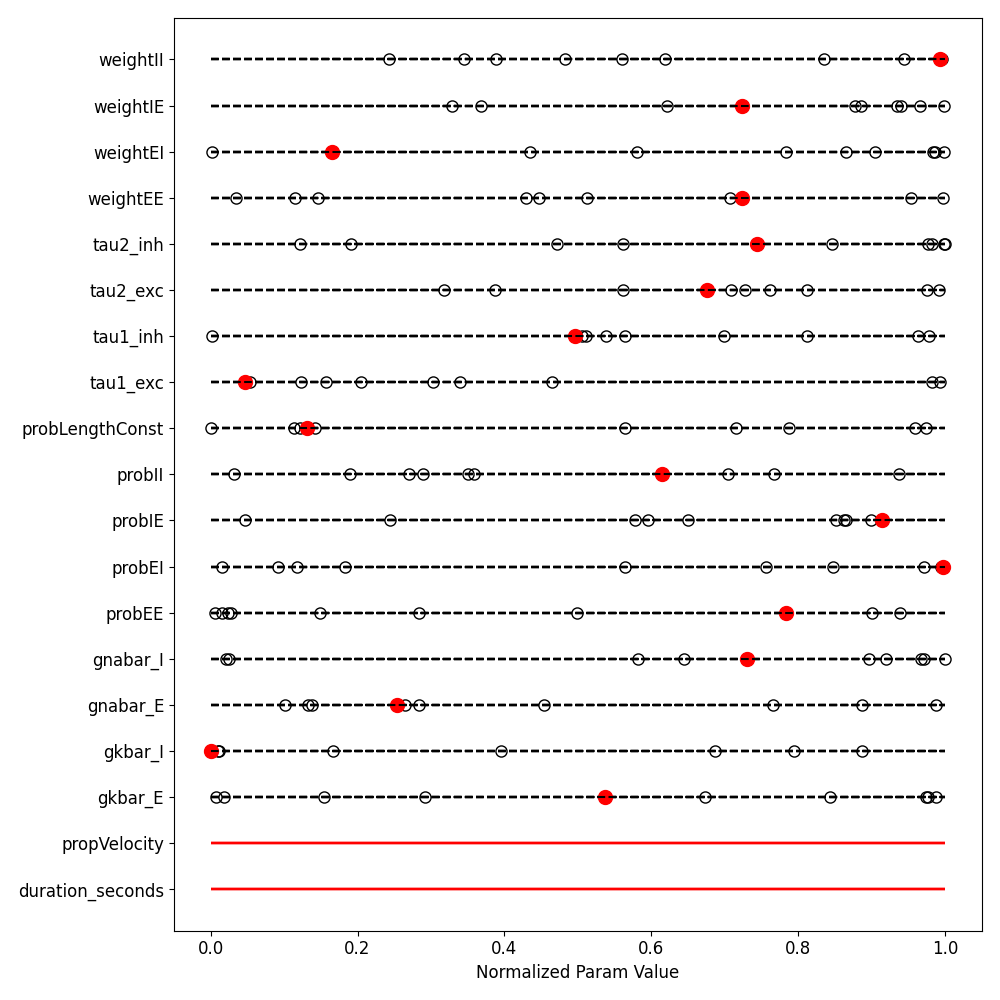 weightII
weightIE
weightEI
weightEE
tau2_inh
tau2_exc
tau1_inh
tau1_exc
probLengthConst
probII
probIE
probEI
probEE
gnabar_I
gnabar_E
gkbar_I
gkbar_E
propVelocity
duration_seconds
0.0 0.2 0.4 0.6 0.8 1.0
Normalized Param Value